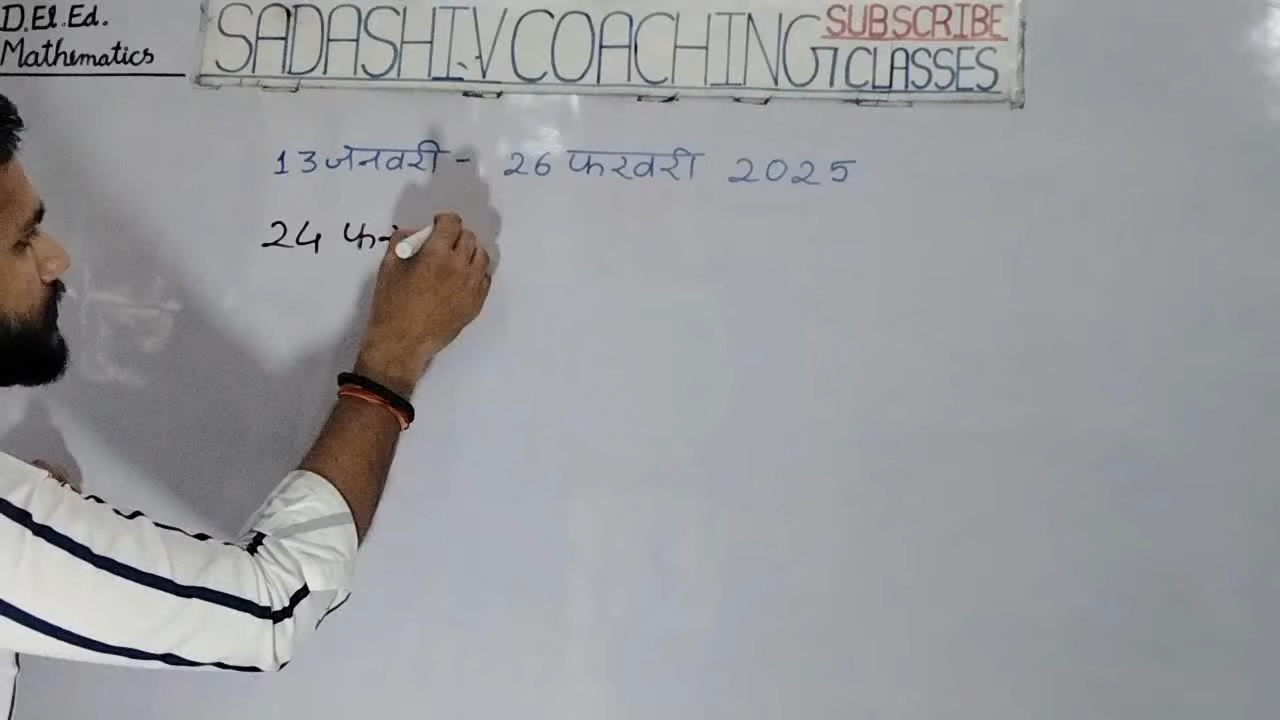 D.El.Ed.
Mathematics
SADASHIV COACHING CLASSES
SUBSCRIBE
13 जनवरी - 26 फरवरी 2025
24